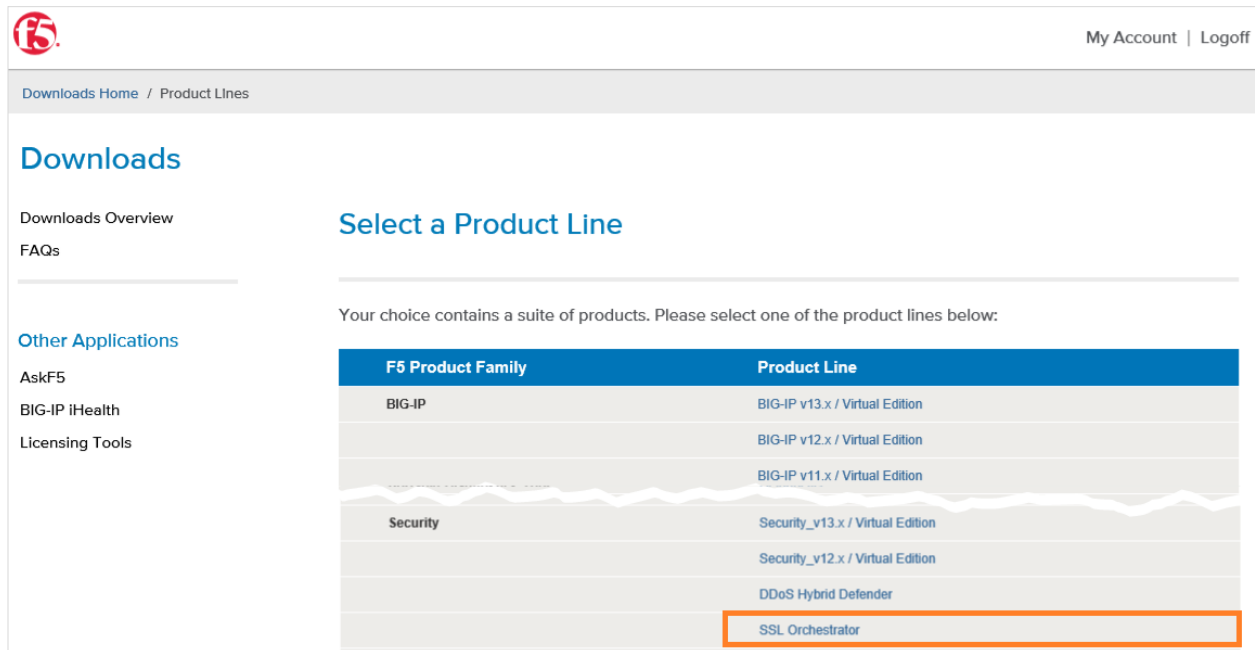 f5.
My Account | Logoff
Downloads Home / Product LInes
Downloads
Downloads Overview
FAQs
Other Applications
AskF5
BIG-IP iHealth
Licensing Tools
Select a Product Line
Your choice contains a suite of products. Please select one of the product lines below:
F5 Product Family Product Line
BIG-IP BIG-IP v13.x / Virtual Edition
BIG-IP v12.x / Virtual Edition
BIG-IP v11.x / Virtual Edition
Security Security_v13.x / Virtual Edition
Security_v12.x / Virtual Edition
DDoS Hybrid Defender
SSL Orchestrator